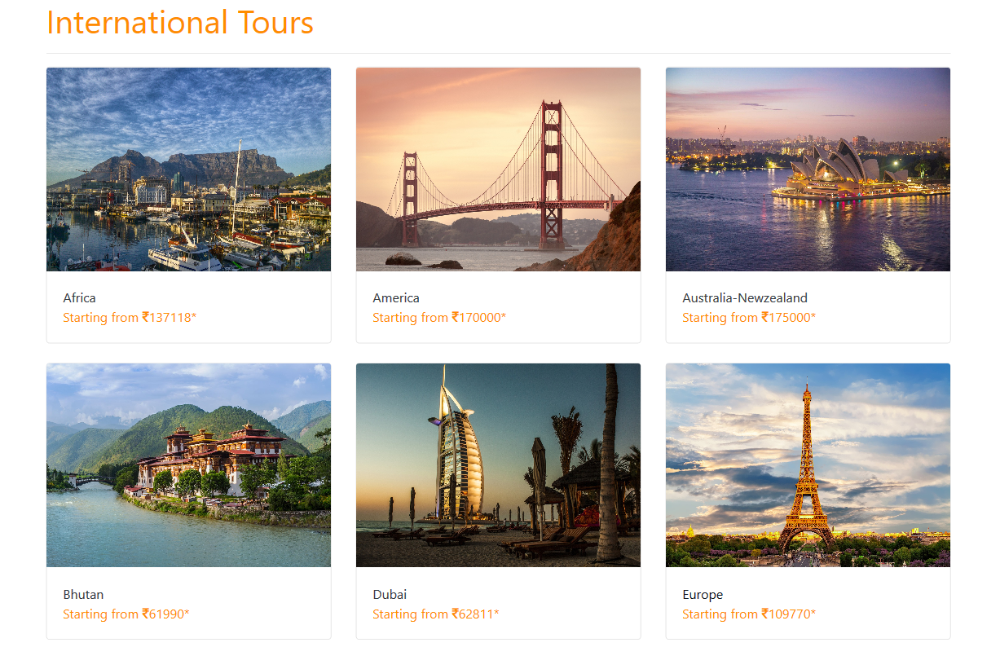 International Tours
Africa
Starting from ₹137118*
America
Starting from ₹170000*
Australia-Newzealand
Starting from ₹175000*
Bhutan
Starting from ₹61990*
Dubai
Starting from ₹62811*
Europe
Starting from ₹109770*